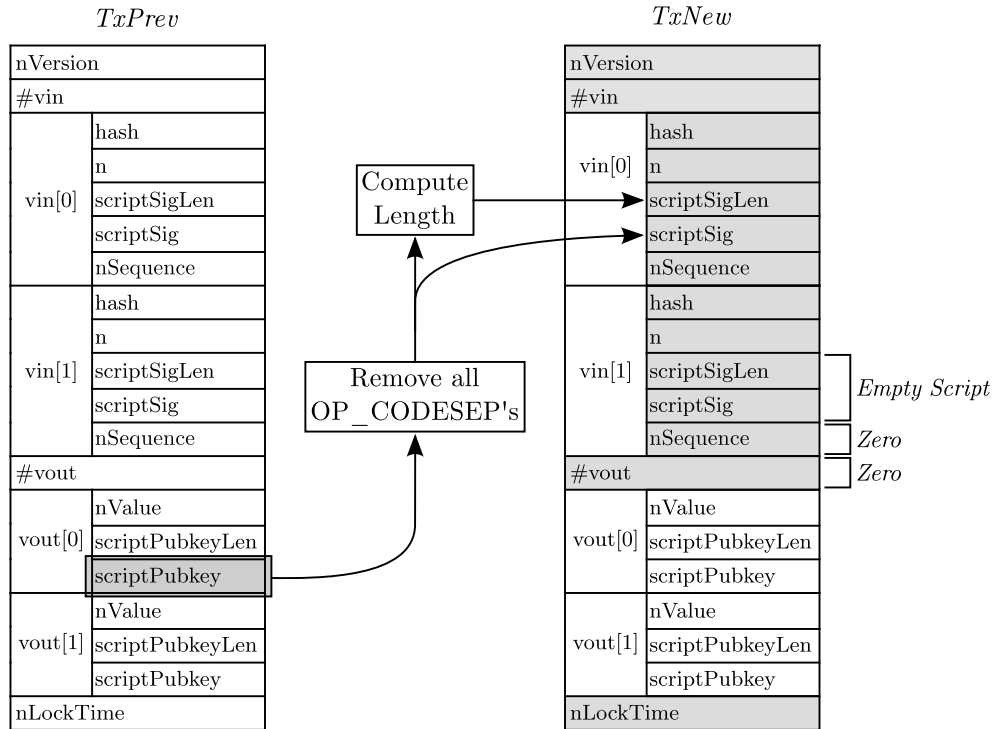 TxPrev
nVersion
#vin
vin[0]
hash
n
scriptSigLen
scriptSig
nSequence
vin[1]
hash
n
scriptSigLen
scriptSig
nSequence
#vout
vout[0]
nValue
scriptPubkeyLen
scriptPubkey
vout[1]
nValue
scriptPubkeyLen
scriptPubkey
nLockTime
Compute
Length
Remove all
OP_CODESEP's
TxNew
nVersion
#vin
vin[0]
hash
n
scriptSigLen
scriptSig
nSequence
vin[1]
hash
n
scriptSigLen
scriptSig
nSequence
#vout
vout[0]
nValue
scriptPubkeyLen
scriptPubkey
vout[1]
nValue
scriptPubkeyLen
scriptPubkey
nLockTime
Empty Script
Zero
Zero